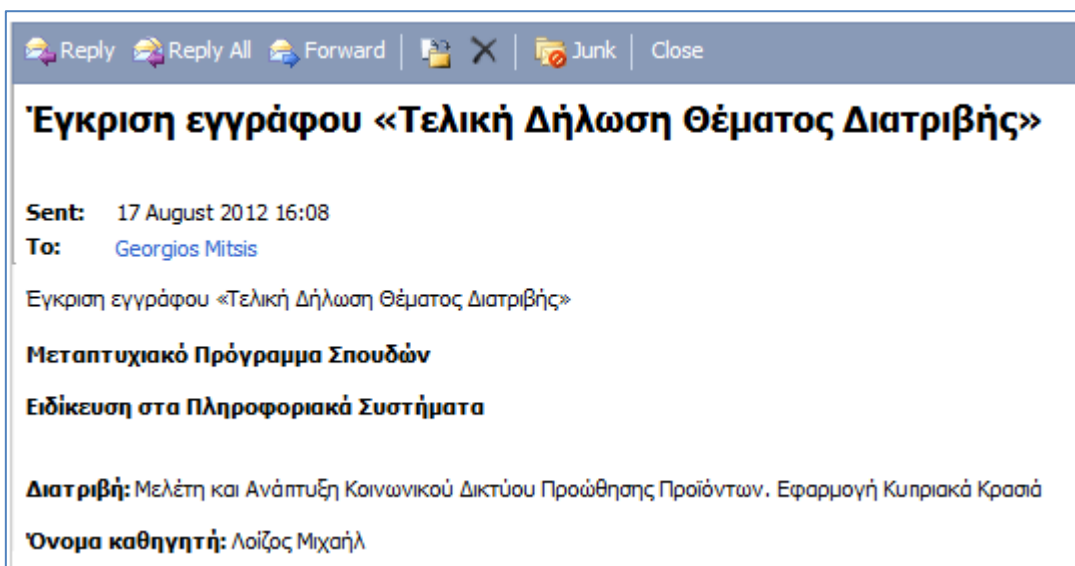 Reply Reply All Forward Junk Close
Έγκριση εγγράφου «Τελική Δήλωση Θέματος Διατριβής»
Sent: 17 August 2012 16:08
To: Georgios Mitsis
Έγκριση εγγράφου «Τελική Δήλωση Θέματος Διατριβής»
Μεταπτυχιακό Πρόγραμμα Σπουδών
Ειδίκευση στα Πληροφοριακά Συστήματα
Διατριβή: Μελέτη και Ανάπτυξη Κοινωνικού Δικτύου Προώθησης Προϊόντων. Εφαρμογή Κυπριακά Κρασιά
Όνομα καθηγητή: Λοίζος Μιχαήλ